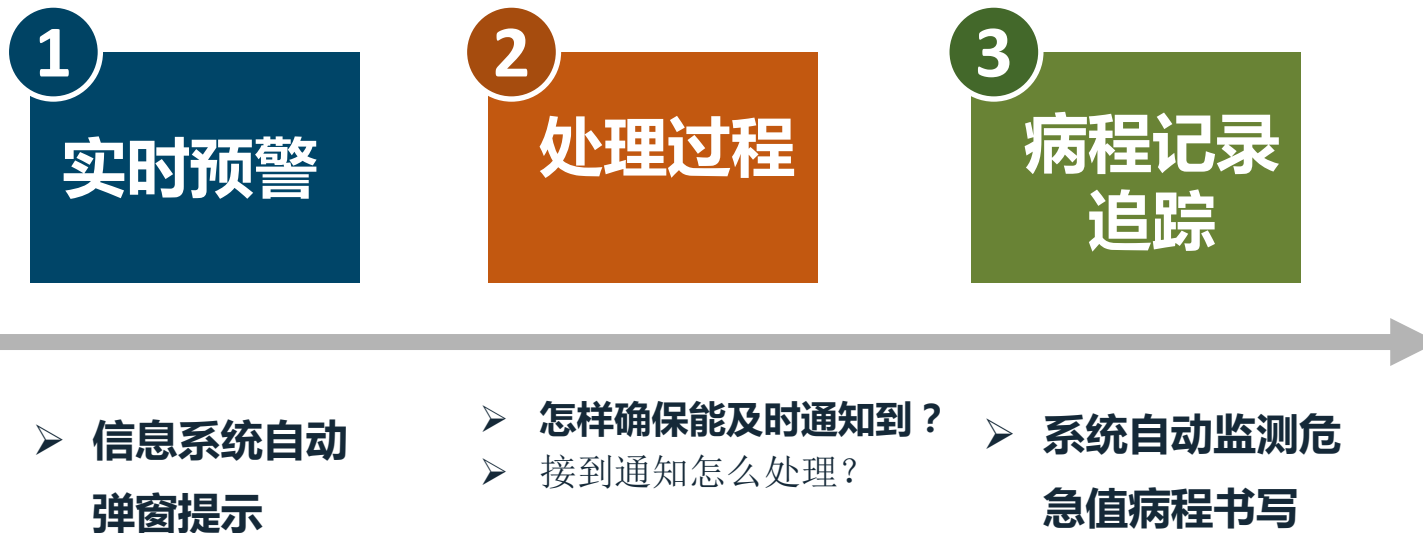 1
实时预警
2
处理过程
3
病程记录
追踪
➢ 信息系统自动
弹窗提示
➢ 怎样确保能及时通知到？
➢ 接到通知怎么处理？
➢ 系统自动监测危
急值病程书写